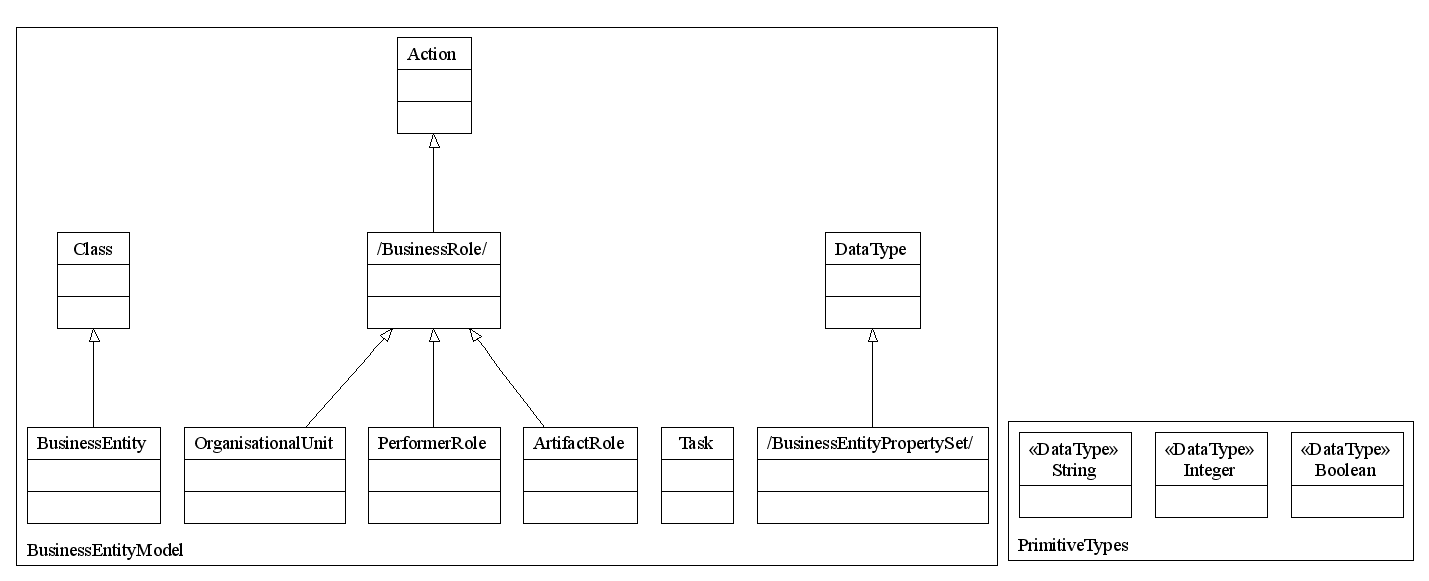 Action
Class
/BusinessRole/
DataType
BusinessEntity
OrganisationalUnit
PerformerRole
ArtifactRole
Task
/BusinessEntityPropertySet/
BusinessEntityModel
«DataType»
String
«DataType»
Integer
«DataType»
Boolean
PrimitiveTypes